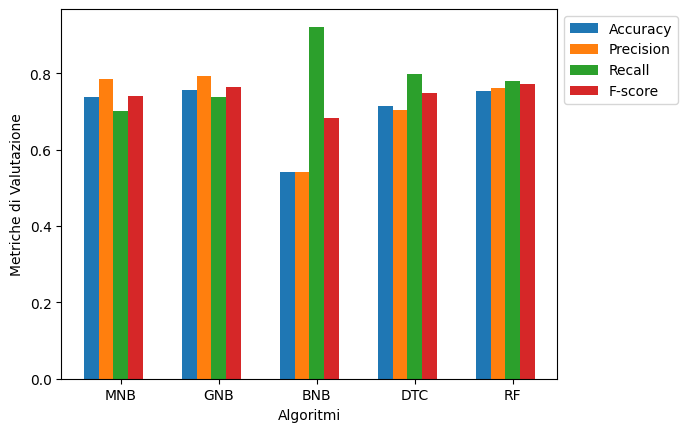 Accuracy
Precision
Recall
F-score
Metriche di Valutazione
0.8
0.6
0.4
0.2
0.0
MNB GNB BNB DTC RF
Algoritmi